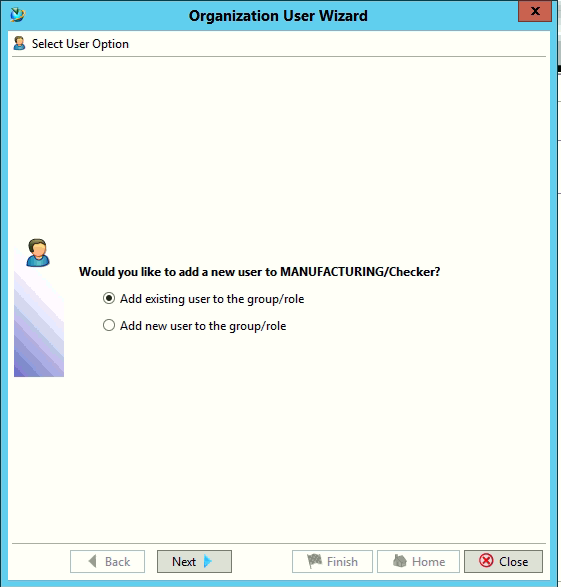 Organization User Wizard
x
Select User Option
Would you like to add a new user to MANUFACTURING/Checker?
Add existing user to the group/role
Add new user to the group/role
Back
Next
Finish
Home
Close